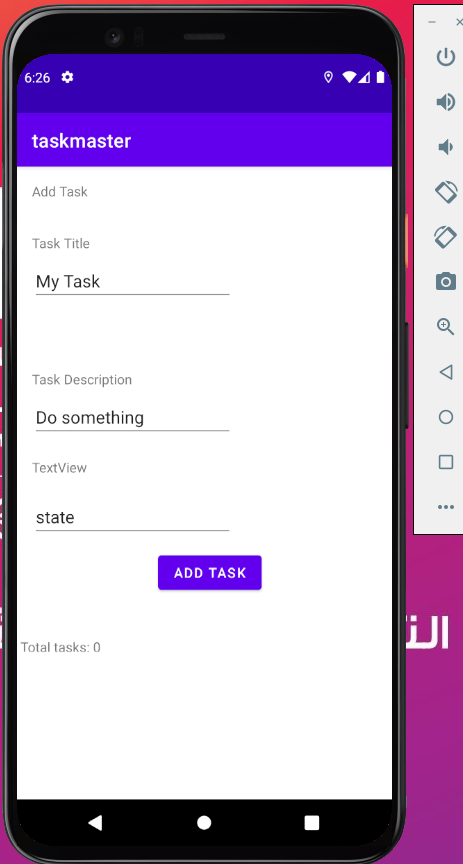 6:26
taskmaster
Add Task
Task Title
My Task
Task Description
Do something
TextView
state
ADD TASK
Total tasks: 0